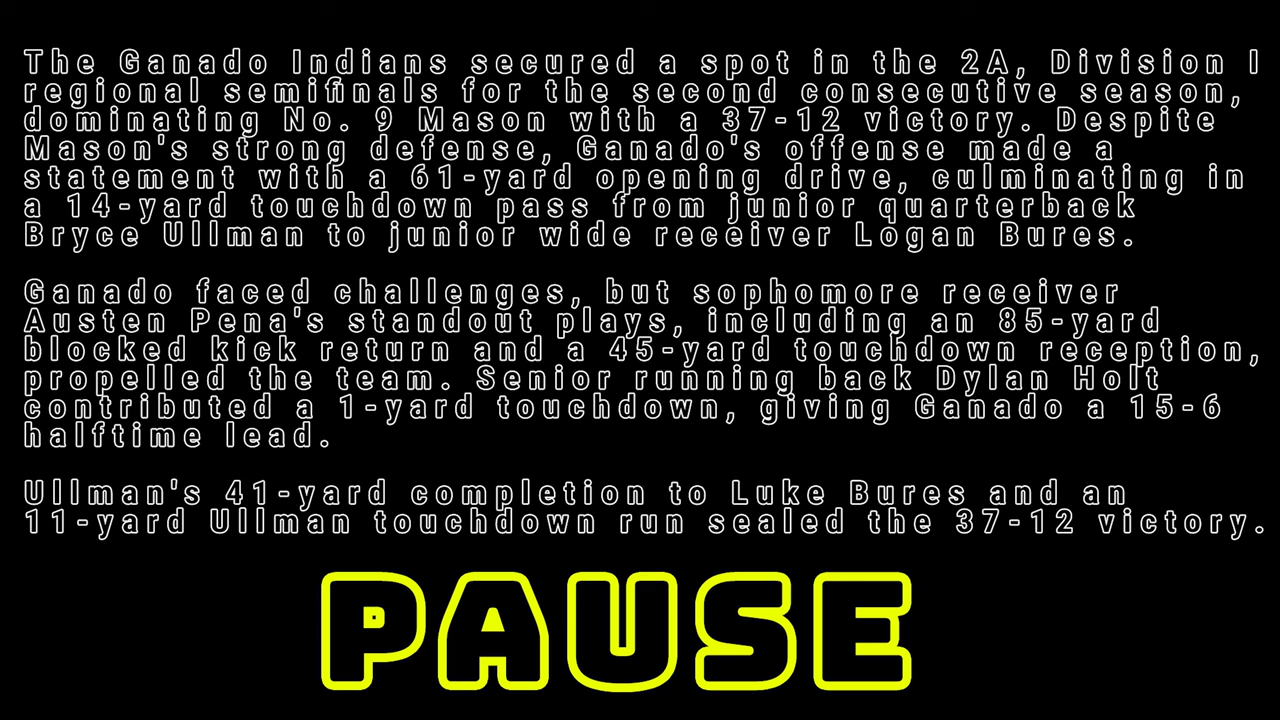 The Ganado Indians secured a spot in the 2A, Division I
regional semifinals for the second consecutive season,
dominating No. 9 Mason with a 37-12 victory. Despite
Mason's strong defense, Ganado's offense made a
statement with a 61-yard opening drive, culminating in
a 14-yard touchdown pass from junior quarterback
Bryce Ullman to junior wide receiver Logan Bures.
Ganado faced challenges, but sophomore receiver
Austen Pena's standout plays, including an 85-yard
blocked kick return and a 45-yard touchdown reception,
propelled the team. Senior running back Dylan Holt
contributed a 1-yard touchdown, giving Ganado a 15-6
halftime lead.
Ullman's 41-yard completion to Luke Bures and an
11-yard Ullman touchdown run sealed the 37-12 victory.
PAUSE